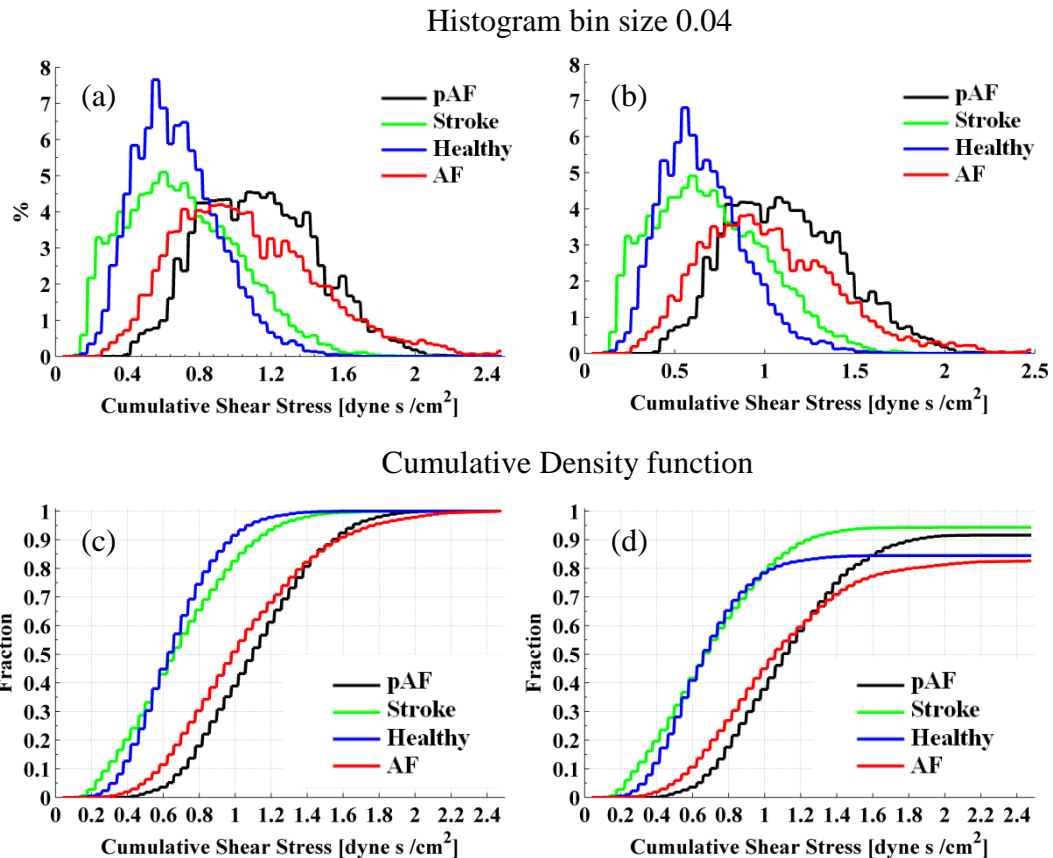 Histogram bin size 0.04
(a)
8
7
6
5
4
3
2
1
0
%
pAF
Stroke
Healthy
AF
0 0.4 0.8 1.2 1.6 2 2.4
Cumulative Shear Stress [dyne s /cm2]
(b)
8
7
6
5
4
3
2
1
0
pAF
Stroke
Healthy
AF
0 0.5 1 1.5 2 2.5
Cumulative Shear Stress [dyne s /cm2]
Cumulative Density function
(c)
1
0.9
0.8
0.7
0.6
0.5
0.4
0.3
0.2
0.1
0
Fraction
pAF
Stroke
Healthy
AF
0 0.2 0.4 0.6 0.8 1 1.2 1.4 1.6 1.8 2 2.2 2.4
Cumulative Shear Stress [dyne s /cm2]
(d)
1
0.9
0.8
0.7
0.6
0.5
0.4
0.3
0.2
0.1
0
Fraction
pAF
Stroke
Healthy
AF
0 0.2 0.4 0.6 0.8 1 1.2 1.4 1.6 1.8 2 2.2 2.4
Cumulative Shear Stress [dyne s /cm2]